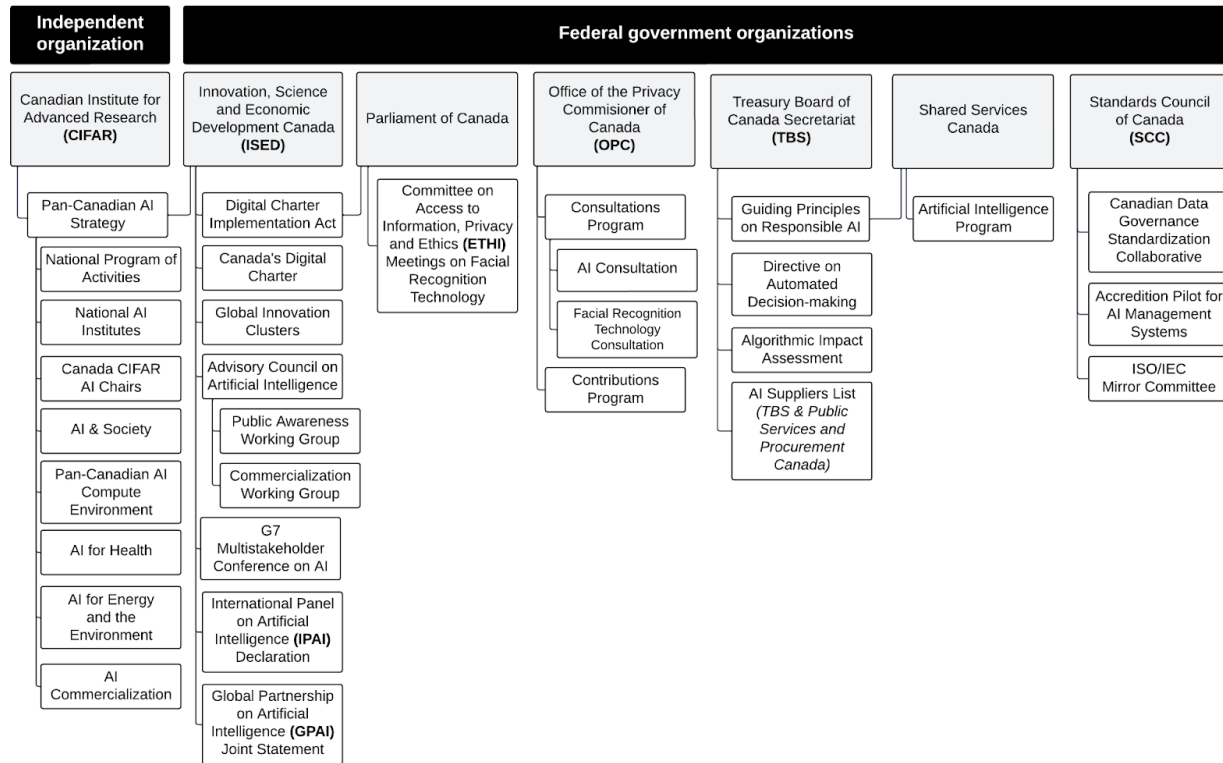 Independent
organization
Federal government organizations
Canadian Institute for
Advanced Research
(CIFAR)
Innovation, Science
and Economic
Development Canada
(ISED)
Parliament of Canada
Office of the Privacy
Commisioner of
Canada
(OPC)
Treasury Board of
Canada Secretariat
(TBS)
Shared Services
Canada
Standards Council
of Canada
(SCC)
Pan-Canadian AI
Strategy
National Program of
Activities
National AI
Institutes
Canada CIFAR
AI Chairs
AI & Society
Pan-Canadian AI
Compute
Environment
AI for Health
AI for Energy
and the
Environment
AI
Commercialization
Digital Charter
Implementation Act
Canada's Digital
Charter
Global Innovation
Clusters
Advisory Council on
Artificial Intelligence
Public Awareness
Working Group
Commercialization
Working Group
G7
Multistakeholder
Conference on AI
International Panel
on Artificial
Intelligence (IPAI)
Declaration
Global Partnership
on Artificial
Intelligence (GPAI)
Joint Statement
Committee on
Access to
Information, Privacy
and Ethics (ETHI)
Meetings on Facial
Recognition
Technology
Consultations
Program
AI Consultation
Facial Recognition
Technology
Consultation
Contributions
Program
Guiding Principles
on Responsible AI
Directive on
Automated
Decision-making
Algorithmic Impact
Assessment
AI Suppliers List
(TBS & Public
Services and
Procurement
Canada)
Artificial Intelligence
Program
Canadian Data
Governance
Standardization
Collaborative
Accredition Pilot for
AI Management
Systems
ISO/IEC
Mirror Committee